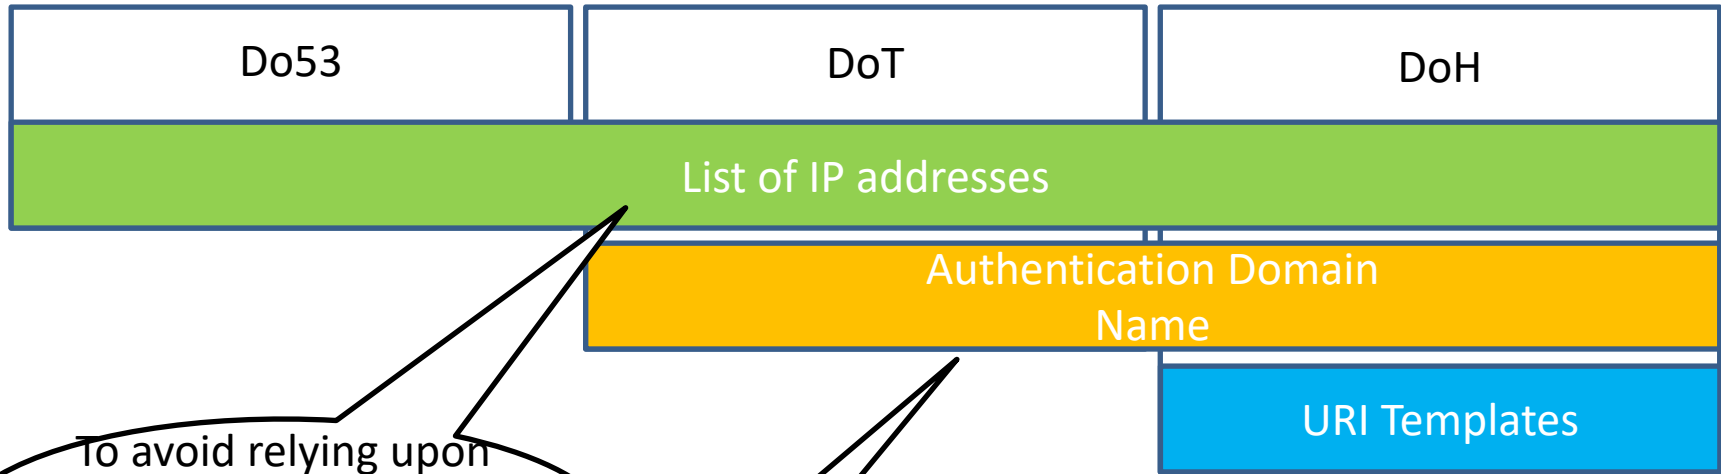 Do53
DoT
DoH
List of IP addresses
Authentication Domain
Name
URI Templates
To avoid relying upon